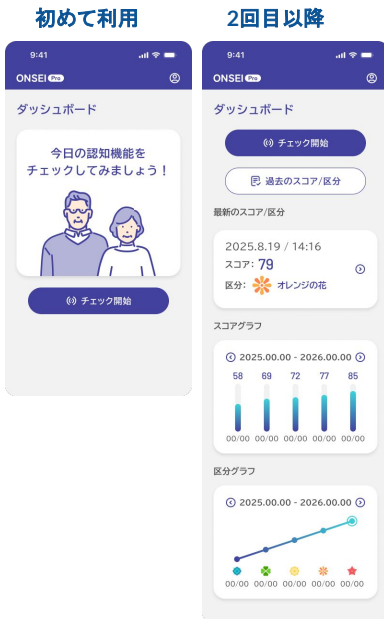 初めて利用
9:41
ONSEI Pro
ダッシュボード
今日の認知機能を
チェックしてみましょう！
チェック開始
2回目以降
9:41
ONSEI Pro
ダッシュボード
チェック開始
過去のスコア/区分
最新のスコア/区分
2025.8.19 / 14:16
スコア: 79
区分: オレンジの花
スコアグラフ
2025.00.00 - 2026.00.00
58 69 72 77 85
00/00 00/00 00/00 00/00 00/00
区分グラフ
2025.00.00 - 2026.00.00
00/00 00/00 00/00 00/00 00/00